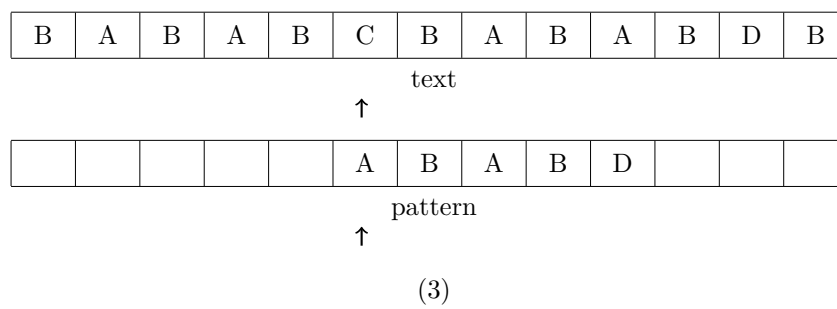 B A B A B C B A B A B D B
text
↑
A B A B D
pattern
↑
(3)